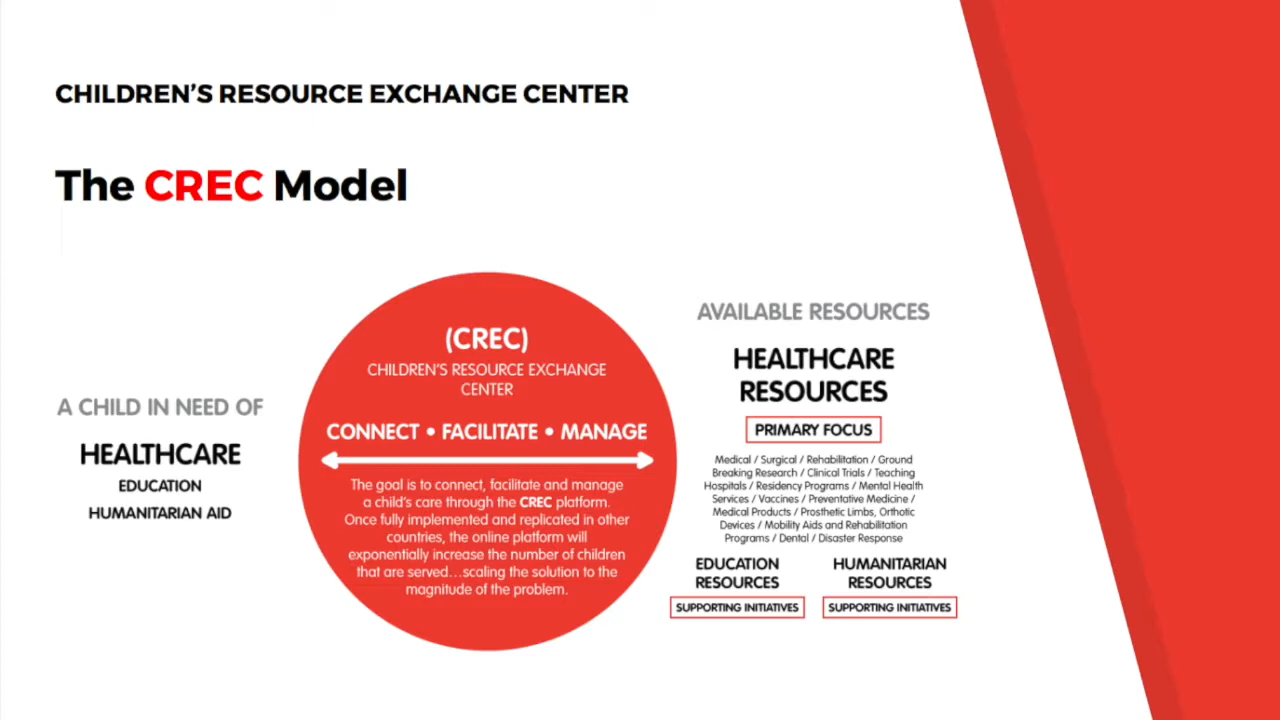 CHILDREN’S RESOURCE EXCHANGE CENTER
The CREC Model
A CHILD IN NEED OF
HEALTHCARE
EDUCATION
HUMANITARIAN AID
(CREC)
CHILDREN’S RESOURCE EXCHANGE
CENTER
CONNECT • FACILITATE • MANAGE
The goal is to connect, facilitate and manage
a child’s care through the CREC platform.
Once fully implemented and replicated in other
countries, the online platform will
exponentially increase the number of children
that are served...scaling the solution to the
magnitude of the problem.
AVAILABLE RESOURCES
HEALTHCARE
RESOURCES
PRIMARY FOCUS
Medical / Surgical / Rehabilitation / Ground
Breaking Research / Clinical Trials / Teaching
Hospitals / Residency Programs / Mental Health
Services / Vaccines / Preventative Medicine /
Medical Products / Prosthetic Limbs, Orthotic
Devices / Mobility Aids and Rehabilitation
Programs / Dental / Disaster Response
EDUCATION
RESOURCES
SUPPORTING INITIATIVES
HUMANITARIAN
RESOURCES
SUPPORTING INITIATIVES